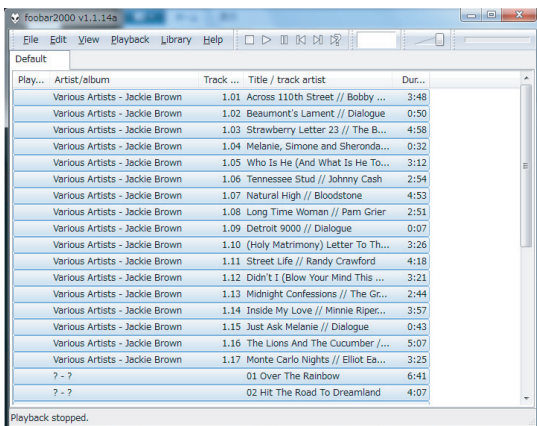 foobar2000 v1.1.14a
File Edit View Playback Library Help
Default
Play... Artist/album Track ... Title / track artist Dur...
Various Artists - Jackie Brown 1.01 Across 110th Street // Bobby ... 3:48
Various Artists - Jackie Brown 1.02 Beaumont's Lament // Dialogue 0:50
Various Artists - Jackie Brown 1.03 Strawberry Letter 23 // The B... 4:58
Various Artists - Jackie Brown 1.04 Melanie, Simone and Sheronda... 0:32
Various Artists - Jackie Brown 1.05 Who Is He (And What Is He To... 3:12
Various Artists - Jackie Brown 1.06 Tennessee Stud // Johnny Cash 2:54
Various Artists - Jackie Brown 1.07 Natural High // Bloodstone 4:53
Various Artists - Jackie Brown 1.08 Long Time Woman // Pam Grier 2:51
Various Artists - Jackie Brown 1.09 Detroit 9000 // Dialogue 0:07
Various Artists - Jackie Brown 1.10 (Holy Matrimony) Letter To Th... 3:26
Various Artists - Jackie Brown 1.11 Street Life // Randy Crawford 4:18
Various Artists - Jackie Brown 1.12 Didn't I (Blow Your Mind This ... 3:21
Various Artists - Jackie Brown 1.13 Midnight Confessions // The Gr... 2:44
Various Artists - Jackie Brown 1.14 Inside My Love // Minnie Riper... 3:57
Various Artists - Jackie Brown 1.15 Just Ask Melanie // Dialogue 0:43
Various Artists - Jackie Brown 1.16 The Lions And The Cucumber /... 5:07
Various Artists - Jackie Brown 1.17 Monte Carlo Nights // Elliot Ea... 3:25
? - ? 01 Over The Rainbow 6:41
? - ? 02 Hit The Road To Dreamland 4:07
Playback stopped.